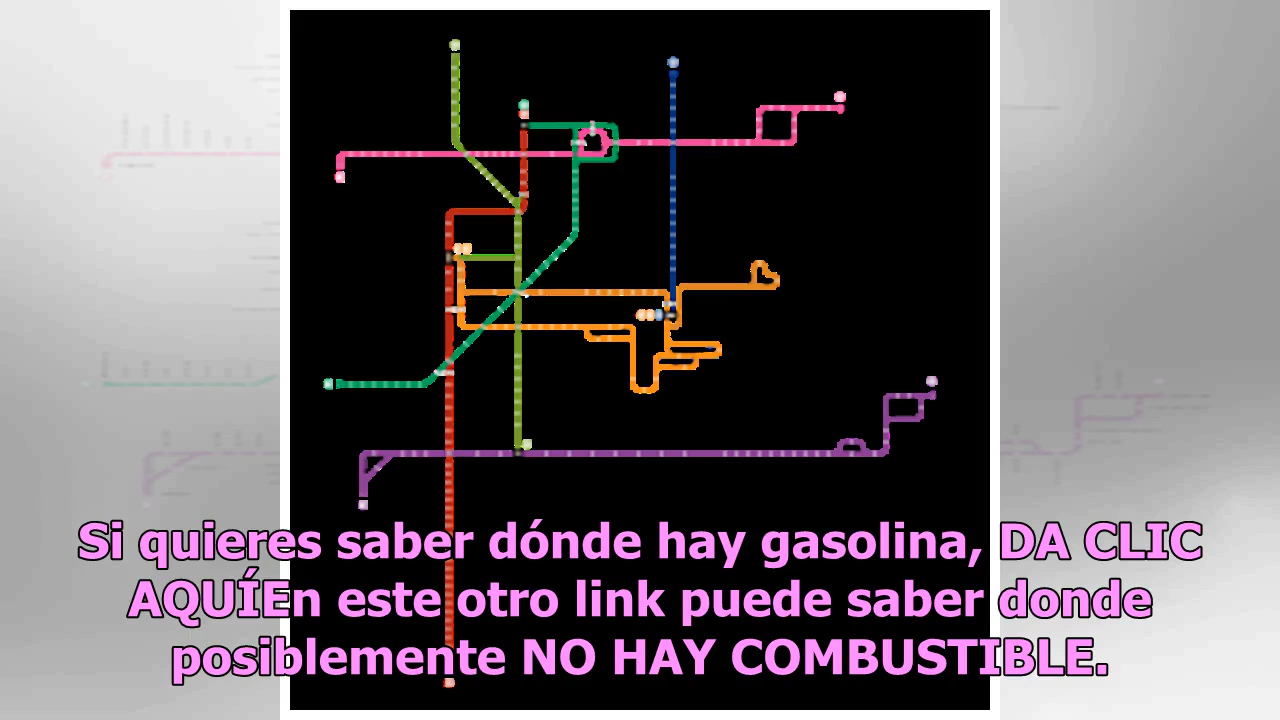 Si quieres saber dónde hay gasolina, DA CLIC
AQUÍEn este otro link puede saber donde
posiblemente NO HAY COMBUSTIBLE.